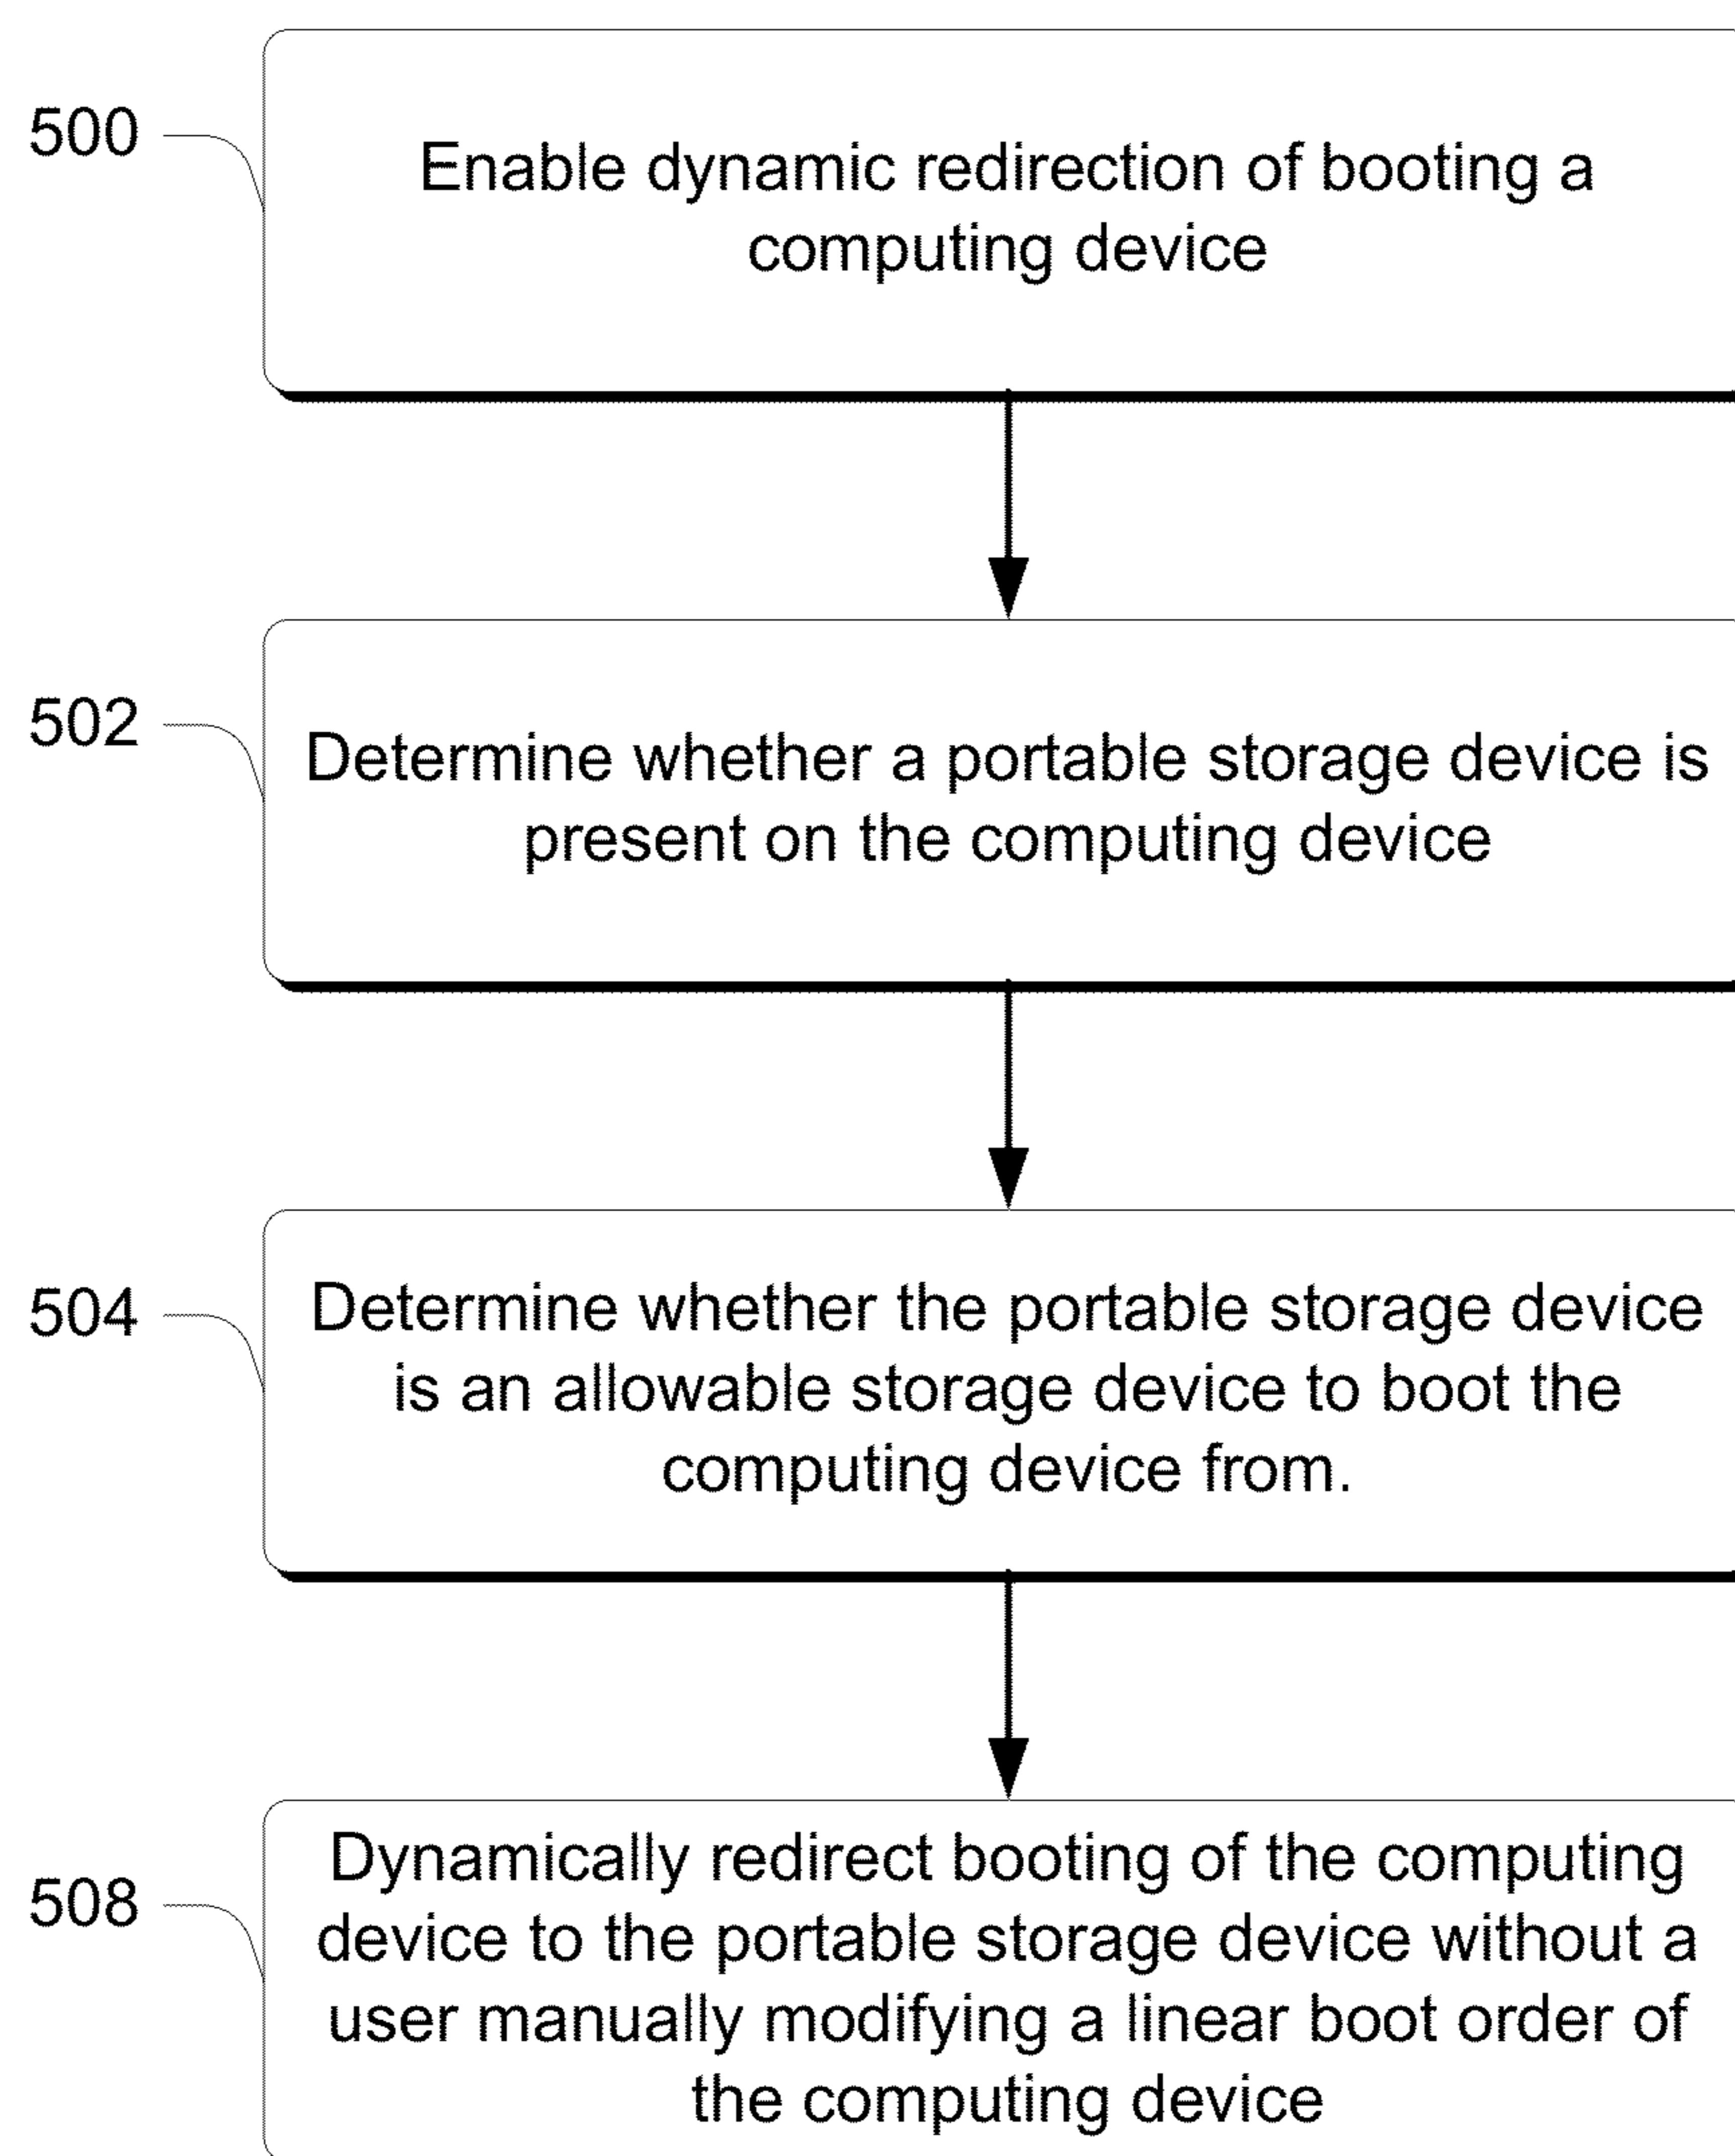 500
Enable dynamic redirection of booting a
computing device
502
Determine whether a portable storage device is
present on the computing device
504
Determine whether the portable storage device
is an allowable storage device to boot the
computing device from.
508
Dynamically redirect booting of the computing
device to the portable storage device without a
user manually modifying a linear boot order of
the computing device